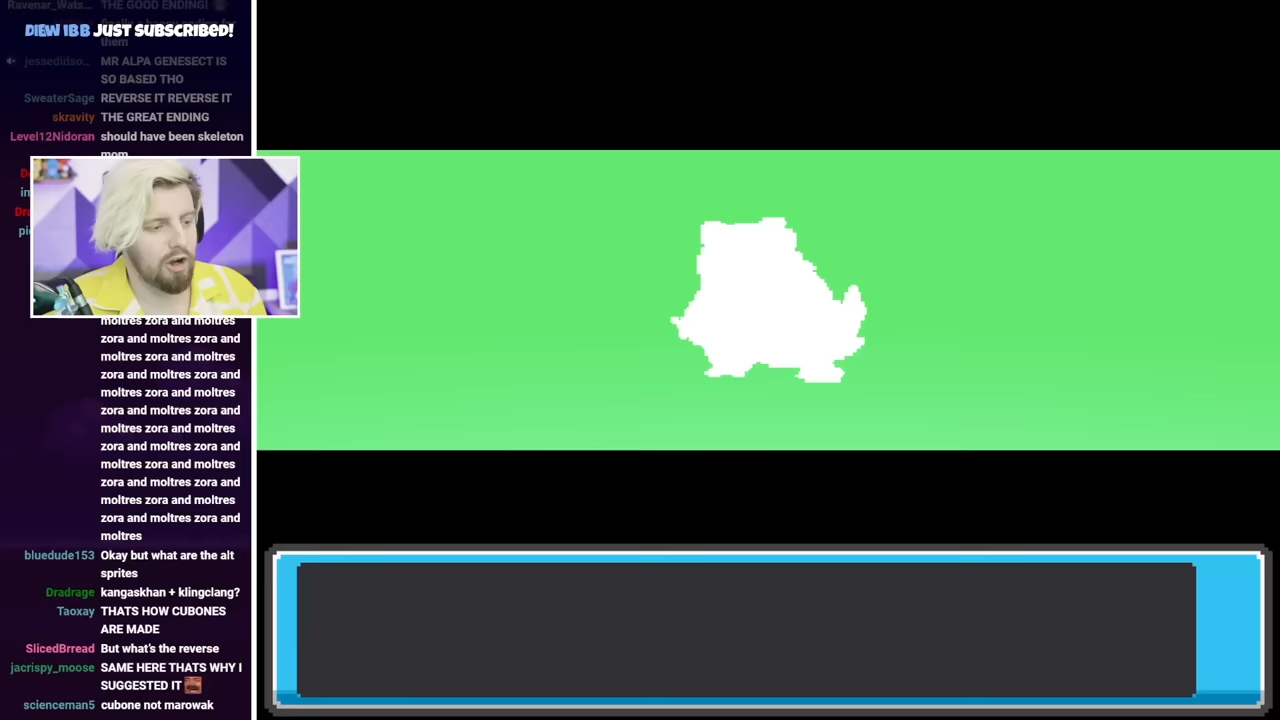 Ravenar_Wats... THE GOOD ENDING!
them
DIEW IBB JUST SUBSCRIBED!
jessedidso... MR ALPA GENESECT IS
SO BASED THO
SweaterSage REVERSE IT REVERSE IT
skravity THE GREAT ENDING
Level12Nidoran should have been skeleton
mom
moltres zora and moltres
zora and moltres zora and
moltres zora and moltres
zora and moltres zora and
moltres zora and moltres
zora and moltres zora and
moltres zora and moltres
zora and moltres zora and
moltres zora and moltres
zora and moltres zora and
moltres zora and moltres
zora and moltres zora and
moltres
bluedude153 Okay but what are the alt
sprites
Dradrage kangaskhan + klingclang?
Taoxay THATS HOW CUBONES
ARE MADE
SlicedBrread But what's the reverse
jacrispy_moose SAME HERE THATS WHY I
SUGGESTED IT
scienceman5 cubone not marowak